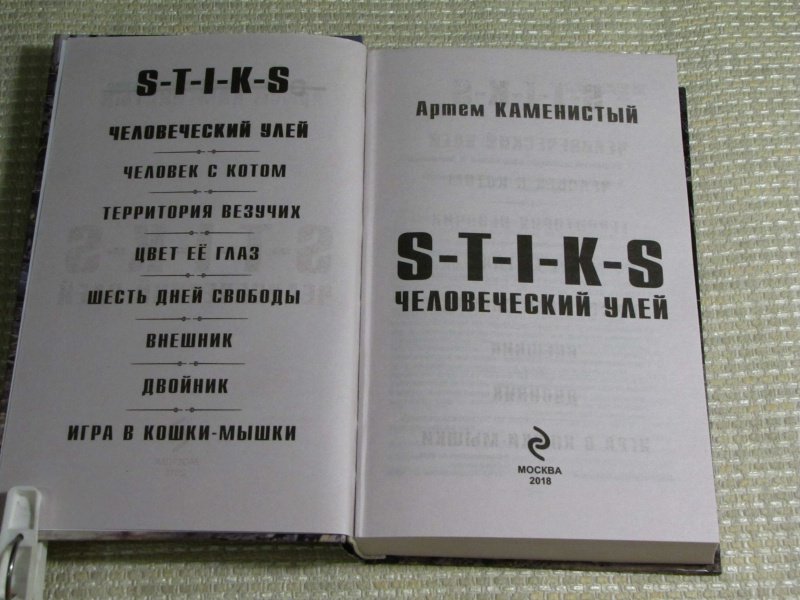 S-T-I-K-S
ЧЕЛОВЕЧЕСКИЙ УЛЕЙ
ЧЕЛОВЕК С КОТОМ
ТЕРРИТОРИЯ ВЕЗУЧИХ
ЦВЕТ ЕЁ ГЛАЗ
ШЕСТЬ ДНЕЙ СВОБОДЫ
ВНЕШНИК
ДВОЙНИК
ИГРА В КОШКИ-МЫШКИ
Артем КАМЕНИСТЫЙ
S-T-I-K-S
ЧЕЛОВЕЧЕСКИЙ УЛЕЙ
МОСКВА
2018